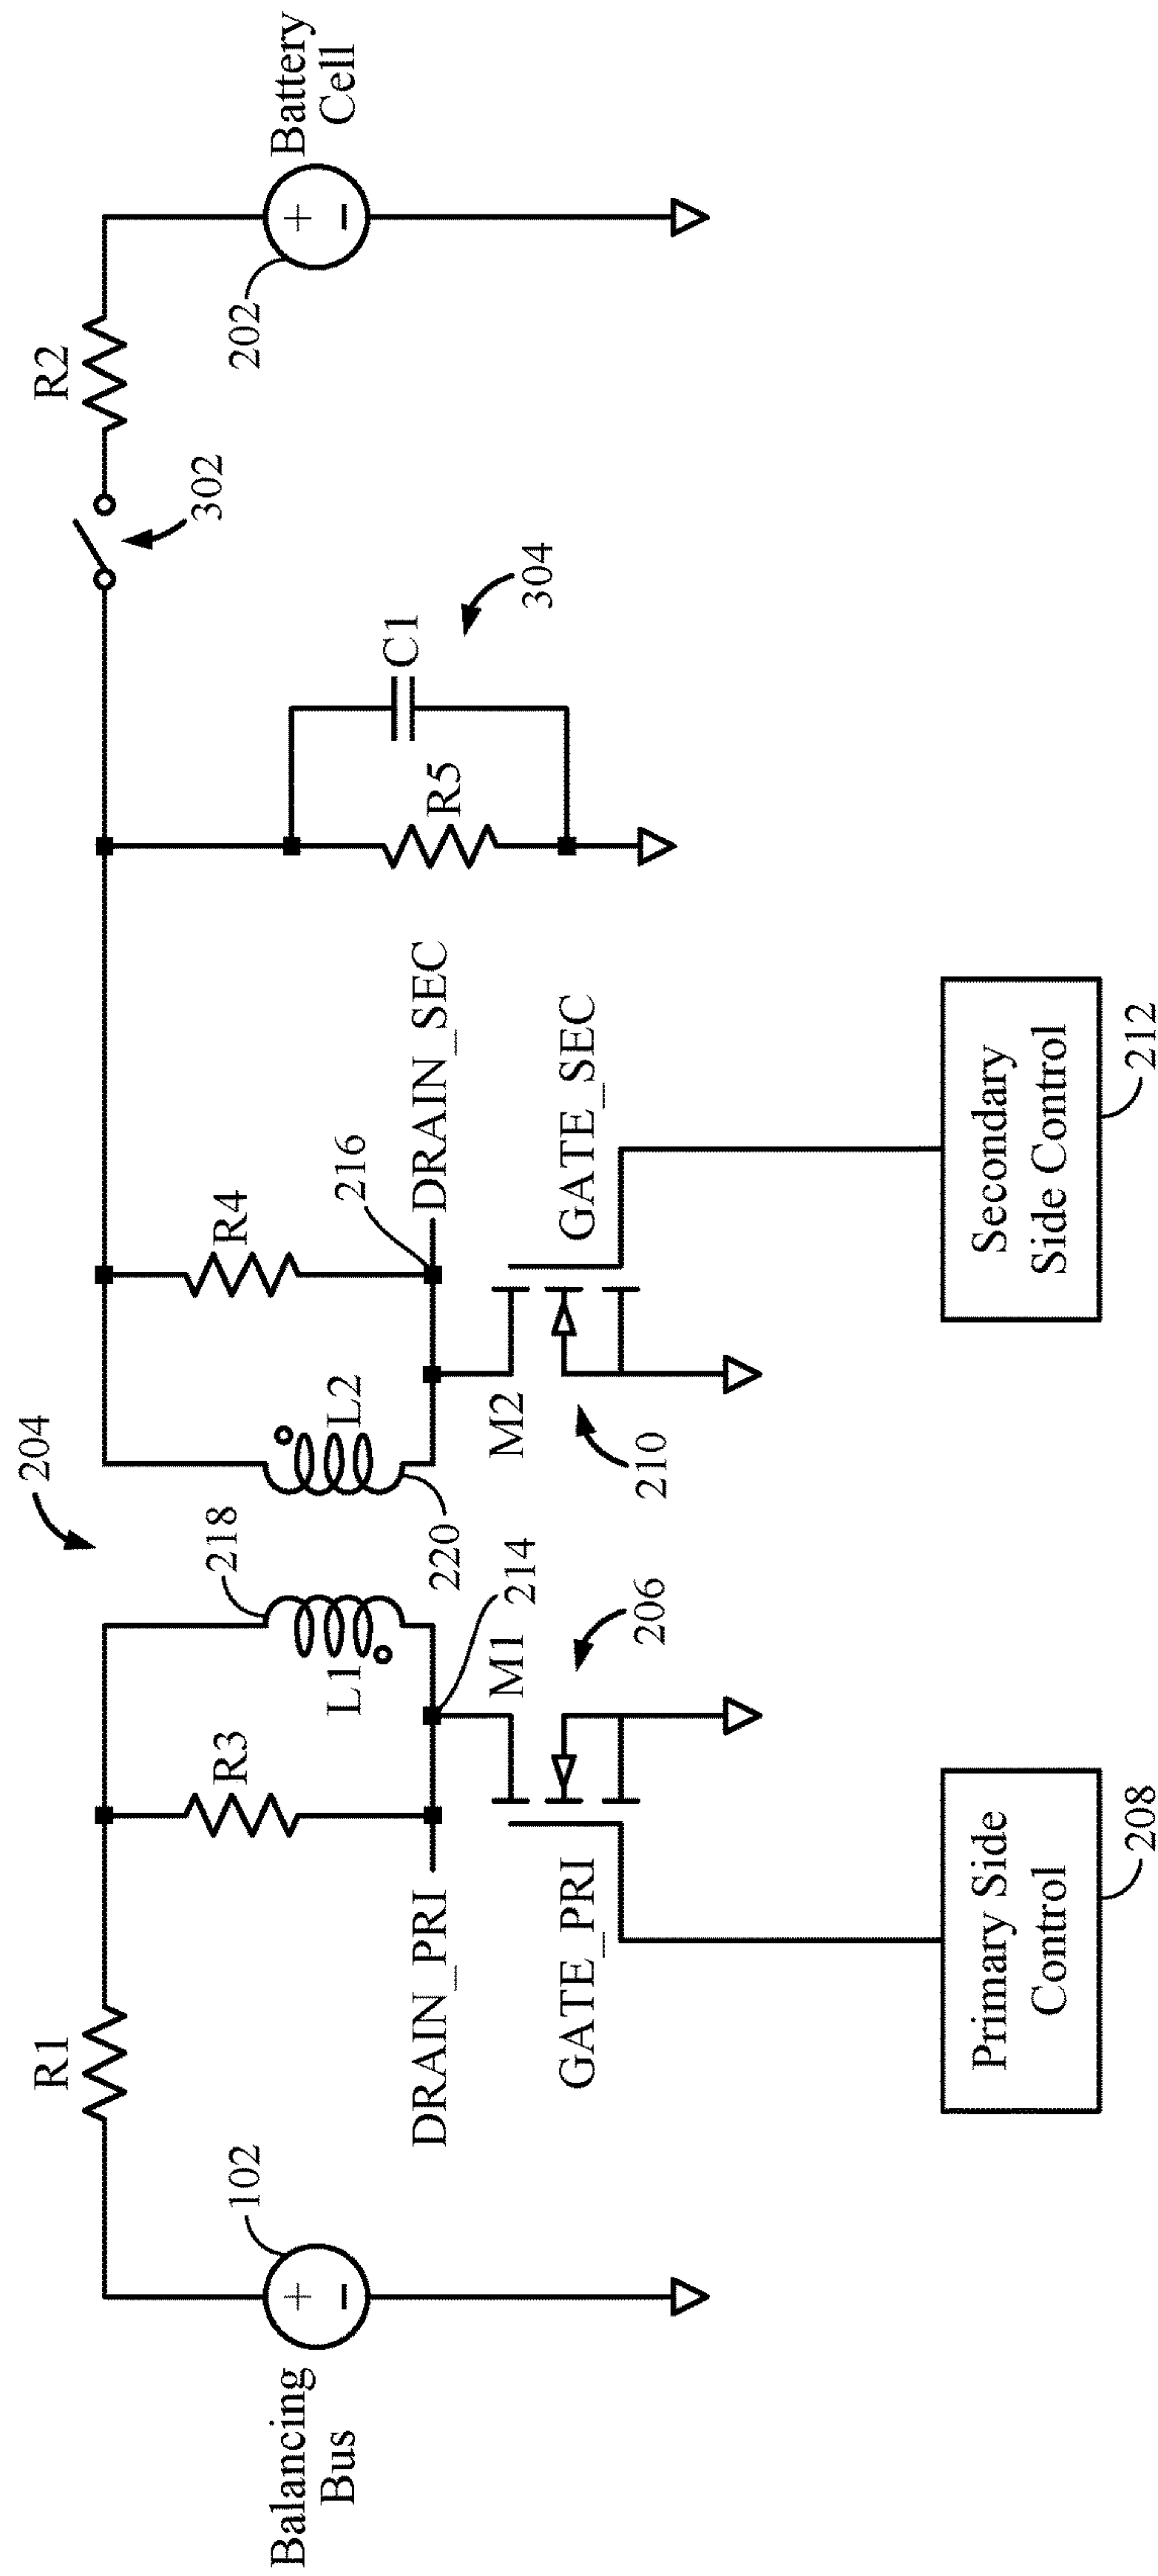 204
R1
R2
302
R3
218
R4
L1
L2
220
216
214
DRAIN_PRI
DRAIN_SEC
102
+
−
Balancing
Bus
R5
C1
304
202
+
−
Battery
Cell
M1
206
GATE_PRI
M2
210
GATE_SEC
Primary Side
Control
208
Secondary
Side Control
212